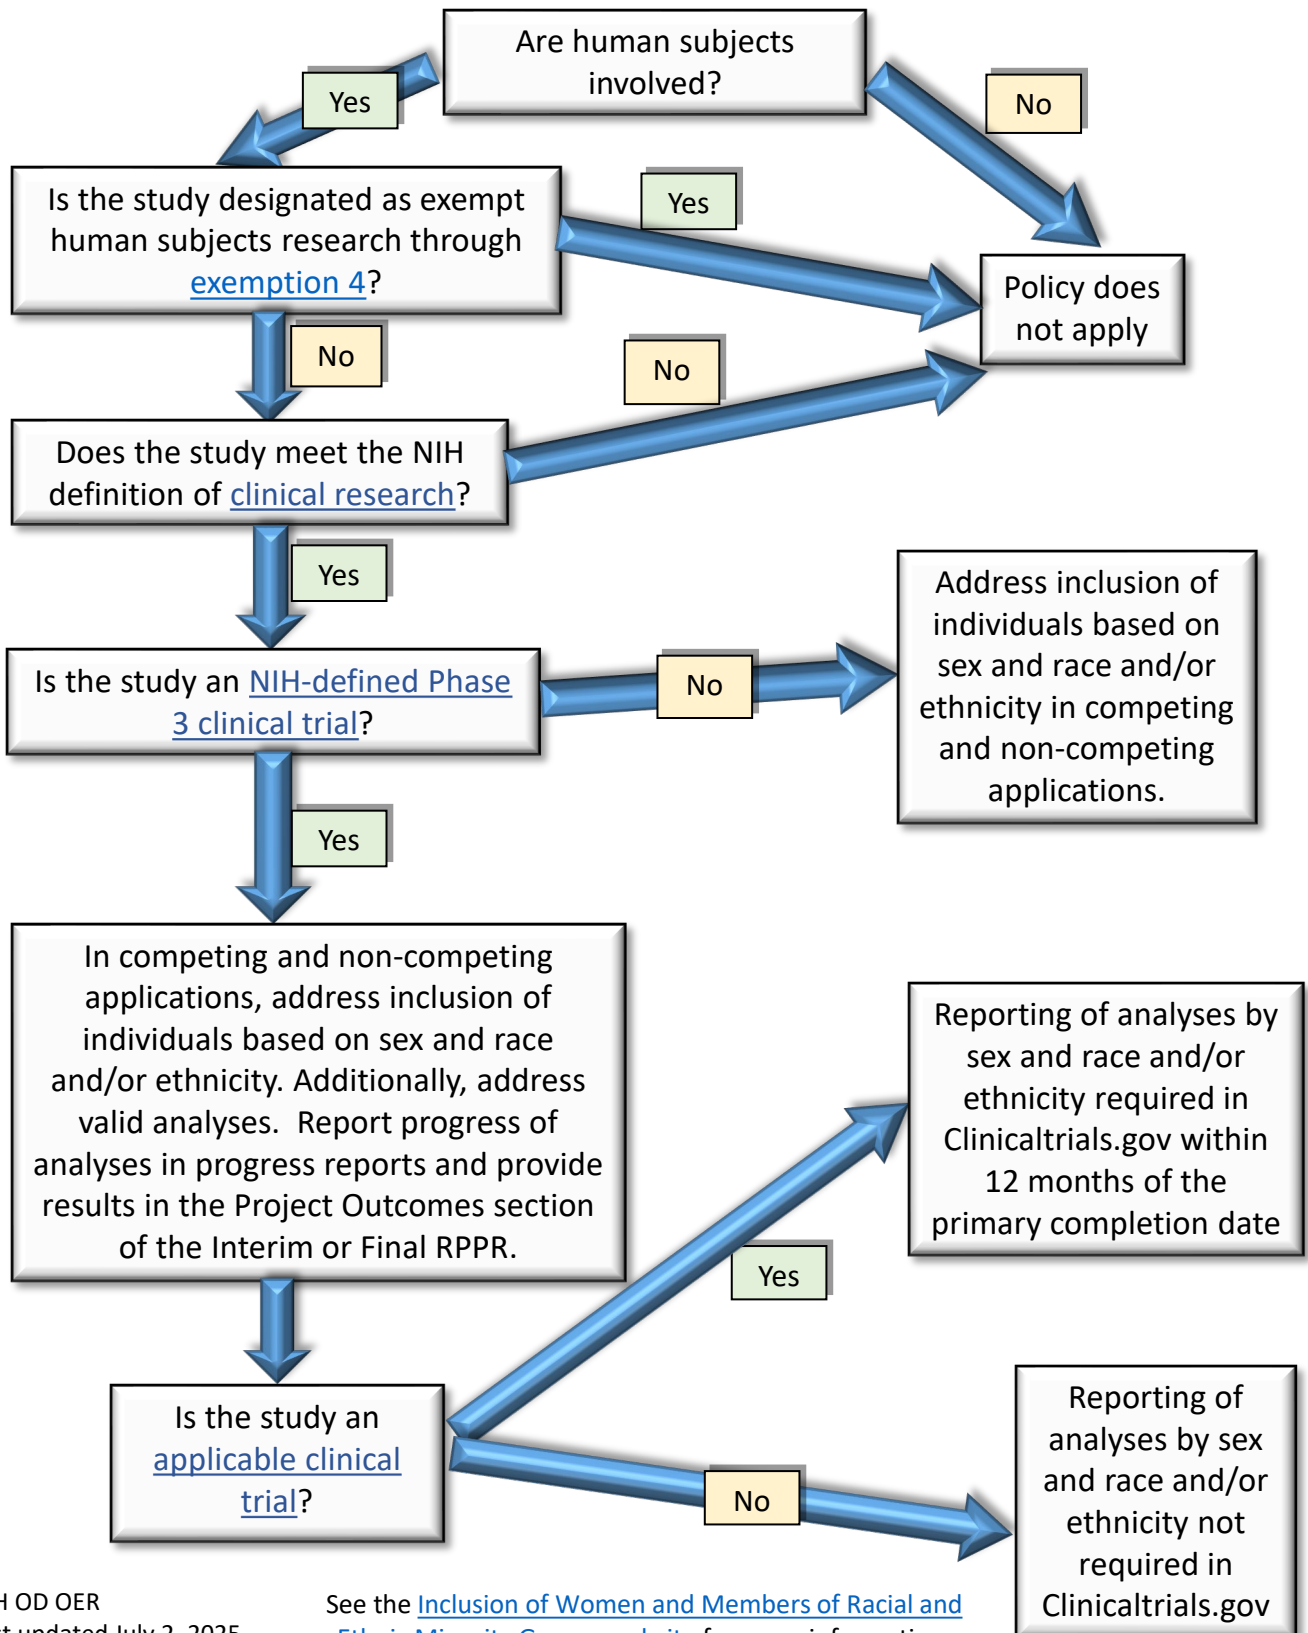 Are human subjects
involved?
Yes
No
Is the study designated as exempt
human subjects research through
exemption 4?
Yes
Policy does
not apply
No
No
Does the study meet the NIH
definition of clinical research?
Yes
Address inclusion of
individuals based on
sex and race and/or
ethnicity in competing
and non-competing
applications.
Is the study an NIH-defined Phase
3 clinical trial?
No
Yes
In competing and non-competing
applications, address inclusion of
individuals based on sex and race
and/or ethnicity. Additionally, address
valid analyses.  Report progress of
analyses in progress reports and provide
results in the Project Outcomes section
of the Interim or Final RPPR.
Reporting of analyses by
sex and race and/or
ethnicity required in
Clinicaltrials.gov within
12 months of the
primary completion date
Yes
Is the study an
applicable clinical
trial?
No
Reporting of
analyses by sex
and race and/or
ethnicity not
required in
Clinicaltrials.gov
H OD OER
updated July 2, 2025
See the Inclusion of Women and Members of Racial and